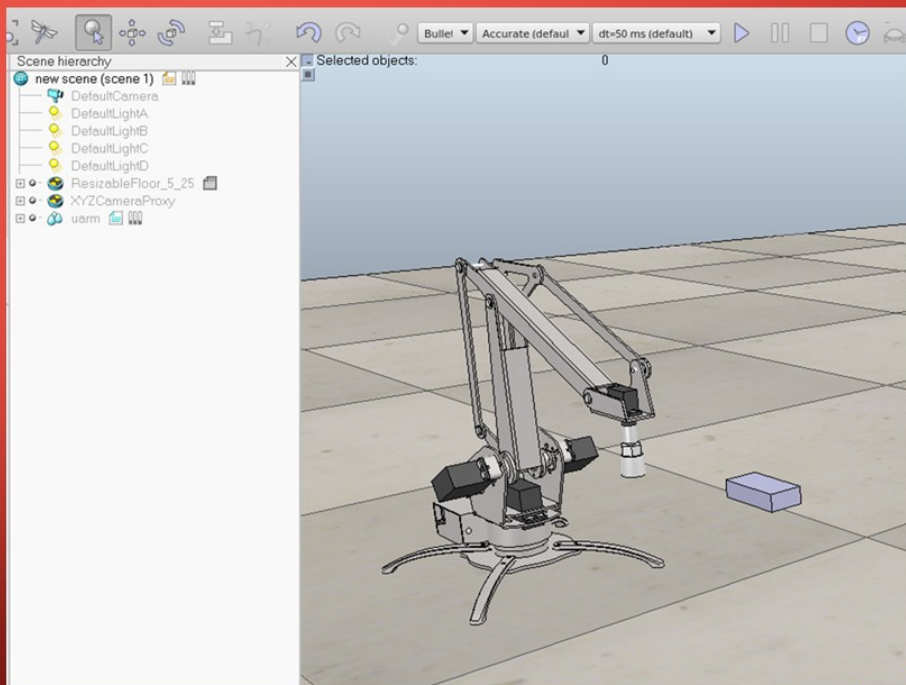 Bullet
Accurate (defaul
dt=50 ms (default)
Scene hierarchy
Selected objects:
0
new scene (scene 1)
DefaultCamera
DefaultLightA
DefaultLightB
DefaultLightC
DefaultLightD
ResizableFloor_5_25
XYZCameraProxy
uarm